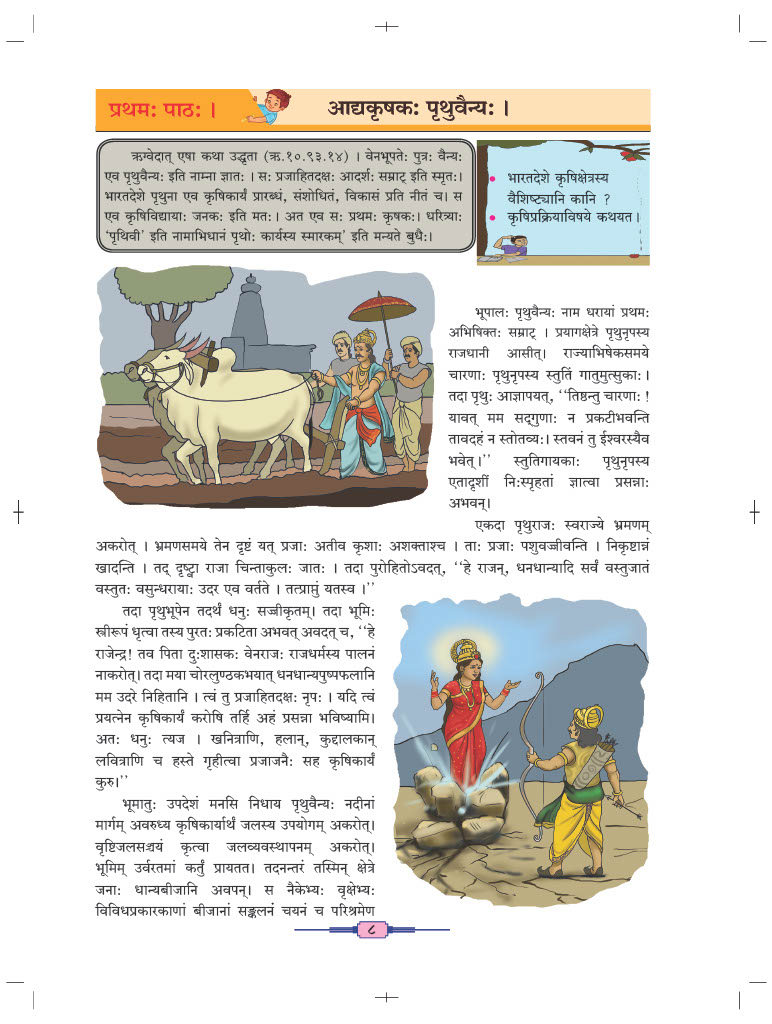 प्रथमः पाठः ।
आद्यकृषकः पृथुवैन्यः ।
ऋग्वेदात् एषा कथा उद्धृता (ऋ.१०.९३.१४) । वेनभूपतेः पुत्रः वैन्यः
एव पृथुवैन्यः इति नाम्ना ज्ञातः । सः प्रजाहितदक्षः आदर्शः सम्राट् इति स्मृतः।
भारतदेशे पृथुना एव कृषिकार्यं प्रारब्धं, संशोधितं, विकासं प्रति नीतं च। स
एव कृषिविद्यायाः जनकः इति मतः। अत एव सः प्रथमः कृषकः। धरित्र्याः
‘पृथिवी’ इति नामाभिधानं पृथोः कार्यस्य स्मारकम्’ इति मन्यते बुधैः।
• भारतदेशे कृषिक्षेत्रस्य
वैशिष्ट्यानि कानि ?
• कृषिप्रक्रियाविषये कथयत।
भूपालः पृथुवैन्यः नाम धरायां प्रथमः
अभिषिक्तः सम्राट् । प्रयागक्षेत्रे पृथुनृपस्य
राजधानी आसीत्। राज्याभिषेकसमये
चारणाः पृथुनृपस्य स्तुतिं गातुमुत्सुकाः।
तदा पृथुः आज्ञापयत्, ‘‘तिष्ठन्तु चारणाः !
यावत् मम सद्गुणाः न प्रकटीभवन्ति
तावदहं न स्तोतव्यः। स्तवनं तु ईश्वरस्यैव
भवेत्।’’ स्तुतिगायकाः पृथुनृपस्य
एतादृशीं निःस्पृहतां ज्ञात्वा प्रसन्नाः
अभवन्।
एकदा पृथुराजः स्वराज्ये भ्रमणम्
अकरोत् । भ्रमणसमये तेन दृष्टं यत् प्रजाः अतीव कृशाः अशक्ताश्च । ताः प्रजाः पशुवज्जीवन्ति । निकृष्टान्नं
खादन्ति । तद् दृष्ट्वा राजा चिन्ताकुलः जातः । तदा पुरोहितोऽवदत्, ‘‘हे राजन्, धनधान्यादि सर्वं वस्तुजातं
वस्तुतः वसुन्धरायाः उदर एव वर्तते । तत्प्राप्तुं यतस्व ।’’
तदा पृथुभूपेन तदर्थं धनुः सज्जीकृतम्। तदा भूमिः
स्त्रीरूपं धृत्वा तस्य पुरतः प्रकटिता अभवत् अवदत् च, ‘‘हे
राजेन्द्र! तव पिता दुःशासकः वेनराजः राजधर्मस्य पालनं
नाकरोत्। तदा मया चोरलुण्ठकभयात् धनधान्यपुष्पफलानि
मम उदरे निहितानि । त्वं तु प्रजाहितदक्षः नृपः। यदि त्वं
प्रयत्नेन कृषिकार्यं करोषि तर्हि अहं प्रसन्ना भविष्यामि।
अतः धनुः त्यज । खनित्राणि, हलान्, कुद्दालकान्
लवित्राणि च हस्ते गृहीत्वा प्रजाजनैः सह कृषिकार्यं
कुरु।’’
भूमातुः उपदेशं मनसि निधाय पृथुवैन्यः नदीनां
मार्गम् अवरुध्य कृषिकार्यार्थं जलस्य उपयोगम् अकरोत्।
वृष्टिजलसञ्चयं कृत्वा जलव्यवस्थापनम् अकरोत्।
भूमिम् उर्वरतमां कर्तुं प्रायतत। तदनन्तरं तस्मिन् क्षेत्रे
जनाः धान्यबीजानि अवपन्। स नैकेभ्यः वृक्षेभ्यः
विविधप्रकारकाणां बीजानां सङ्कलनं चयनं च परिश्रमेण
८